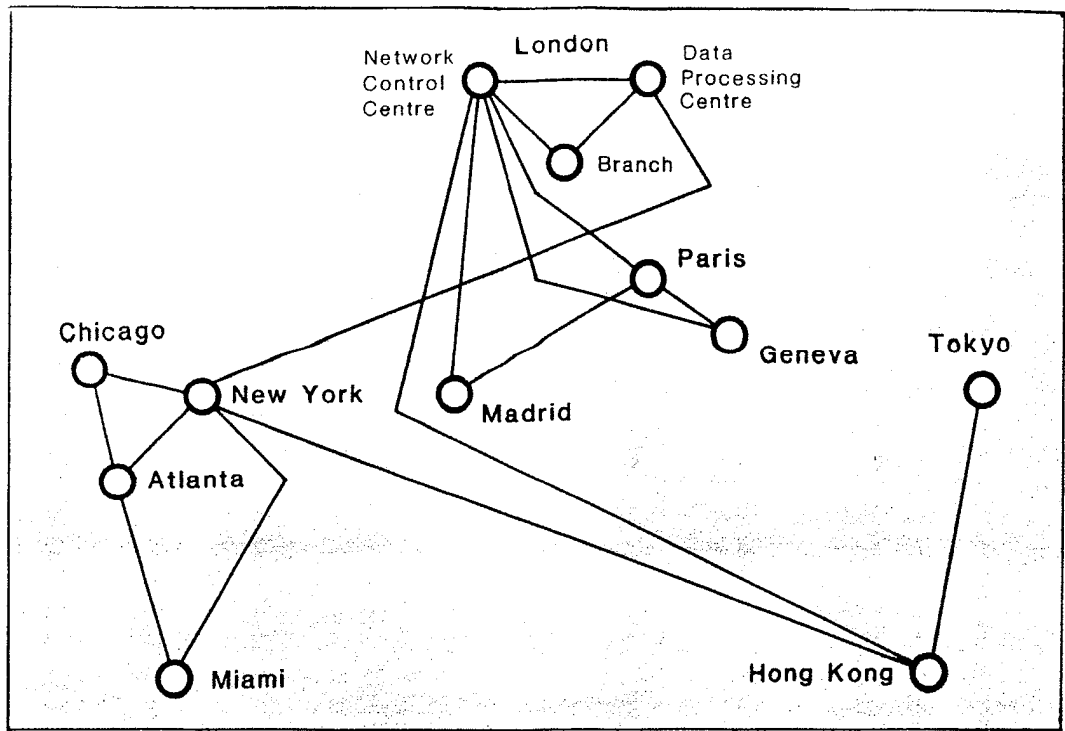 London
Network
Control
Centre
Data
Processing
Centre
Branch
Paris
Geneva
Chicago
New York
Madrid
Tokyo
Atlanta
Miami
Hong Kong